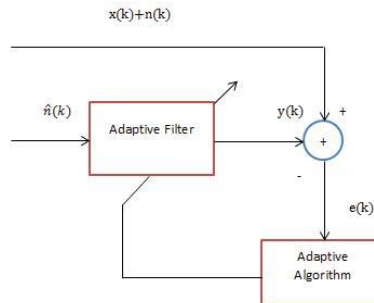 x(k)+n(k)
n̂(k)
Adaptive Filter
y(k)
+
+
-
e(k)
Adaptive
Algorithm